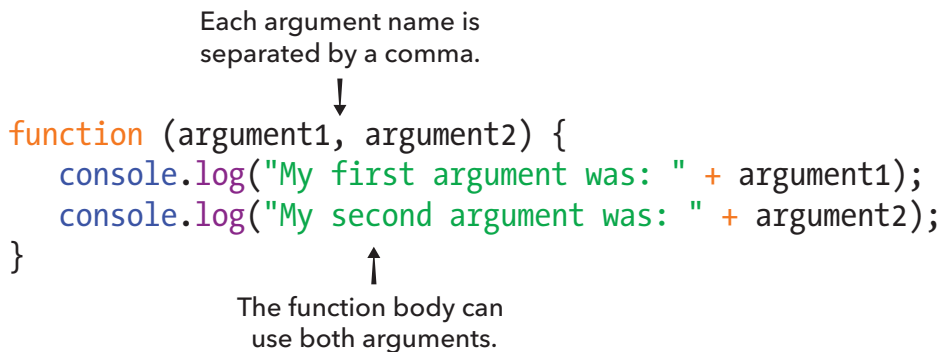 Each argument name is
separated by a comma.
function (argument1, argument2) {
console.log("My first argument was: " + argument1);
console.log("My second argument was: " + argument2);
}
The function body can
use both arguments.